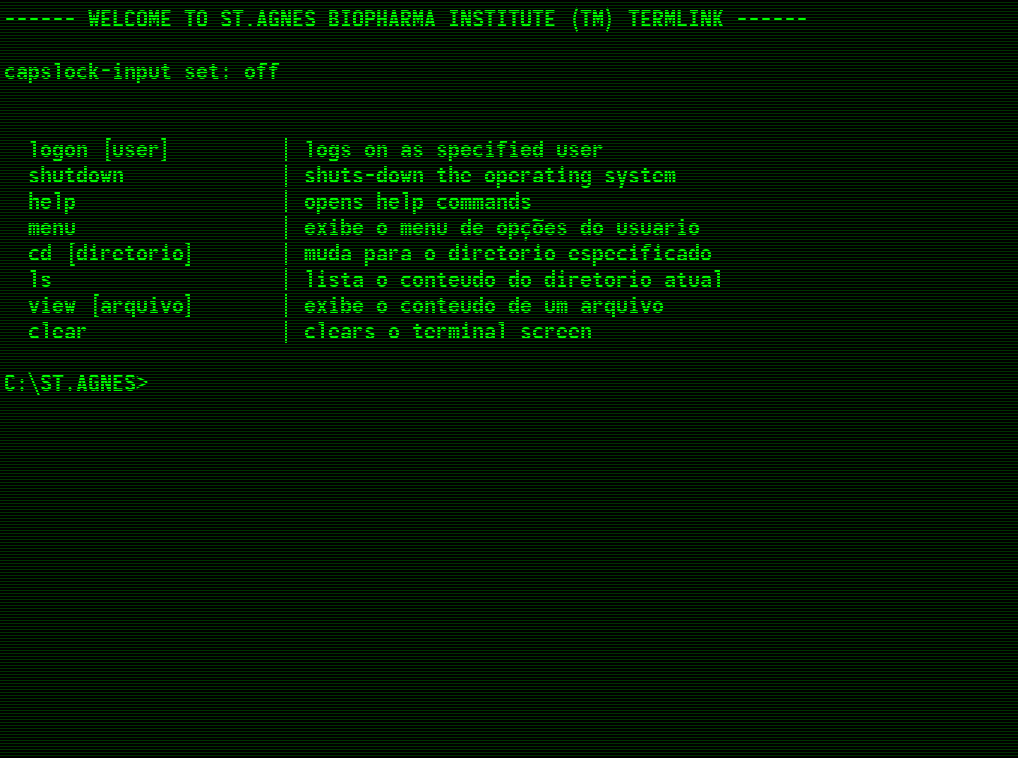 ------ WELCOME TO ST.AGNES BIOPHARMA INSTITUTE (TM) TERMLINK ------
capslock-input set: off
logon [user] | logs on as specified user
shutdown | shuts-down the operating system
help | opens help commands
menu | exibe o menu de opções do usuario
cd [diretorio] | muda para o diretorio especificado
ls | lista o conteudo do diretorio atual
view [arquivo] | exibe o conteudo de um arquivo
clear | clears o terminal screen
C:\ST.AGNES>